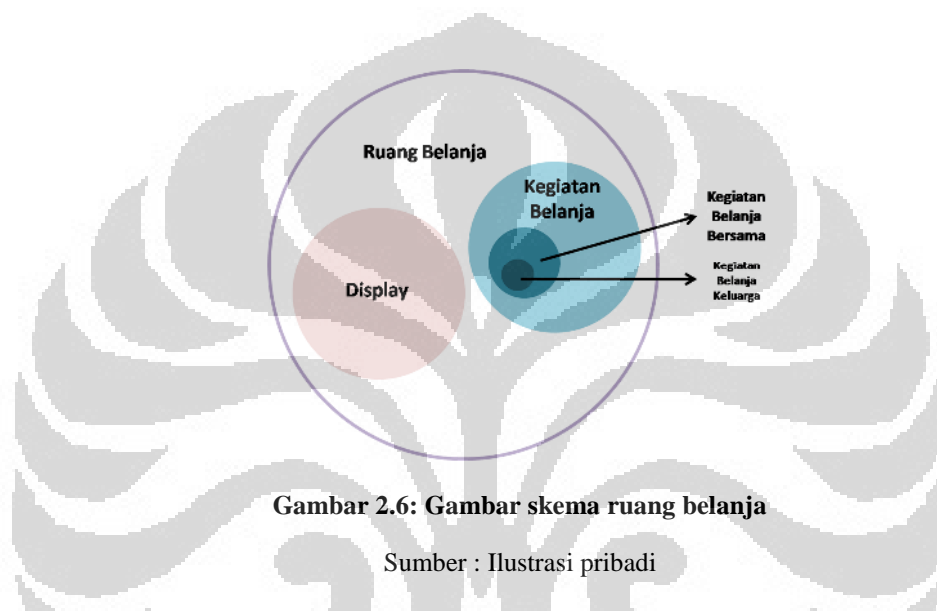 Ruang Belanja
Kegiatan
Belanja
Kegiatan
Belanja
Bersama
Kegiatan
Belanja
Keluarga
Display
Gambar 2.6: Gambar skema ruang belanja
Sumber : Ilustrasi pribadi